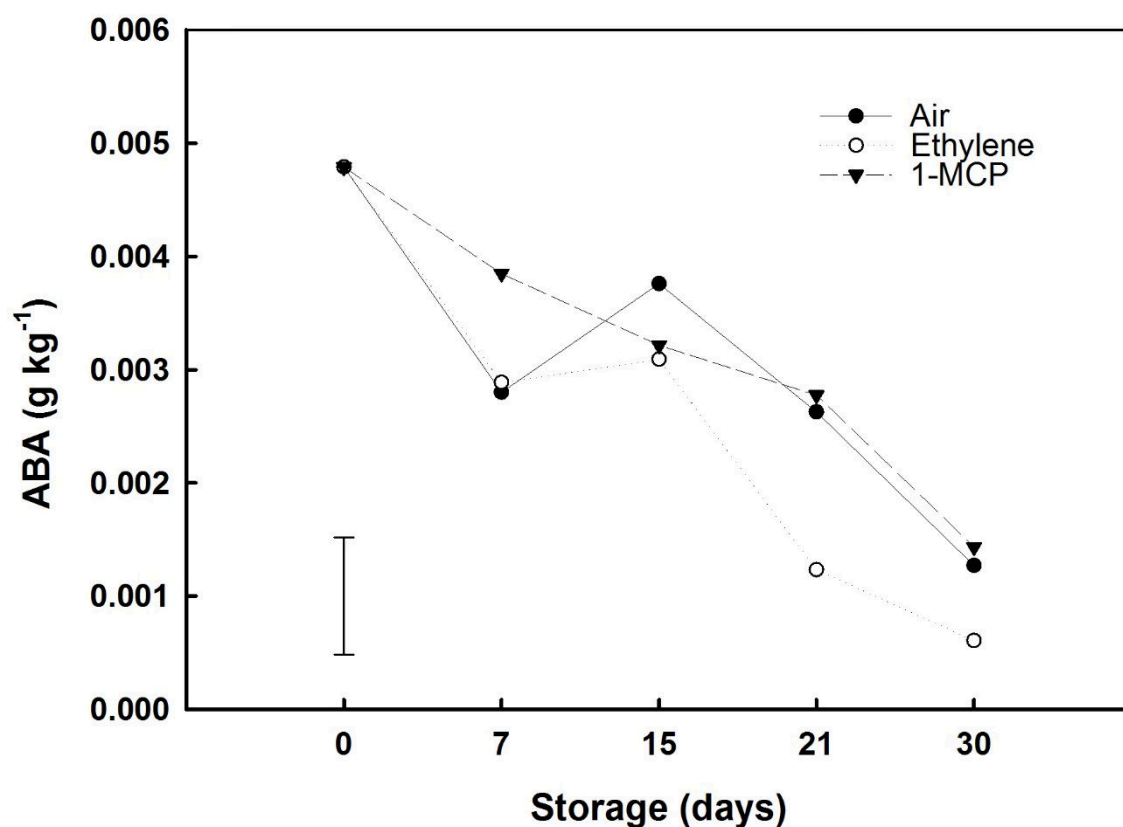 0.006
0.005
0.004
0.003
0.002
0.001
0.000
ABA (g kg⁻¹)
Air
Ethylene
1-MCP
0 7 15 21 30
Storage (days)